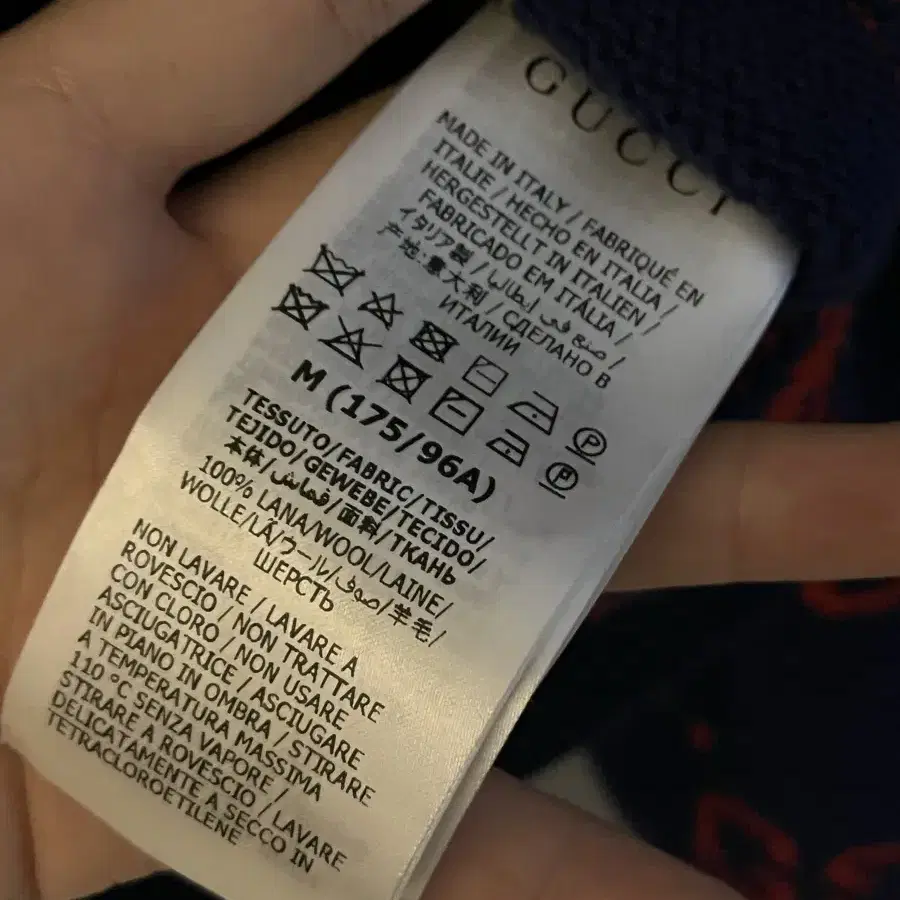 GUCCI
MADE IN ITALY / FABRIQUÉ EN
ITALIE / HECHO EN ITALIA /
HERGESTELLT IN ITALIEN /
FABRICADO EM ITÁLIA /
イタリア製 / صنع في إيطاليا /
产地:意大利 / СДЕЛАНО В
ИТАЛИИ
P
P
M (175/96A)
TESSUTO/FABRIC/TISSU/
TEJIDO/GEWEBE/TECIDO/
本体/قماش/面料/ТКАНЬ
100% LANA/WOOL/LAINE/
WOLLE/LÃ/ウール/صوف/羊毛/
ШЕРСТЬ
NON LAVARE / LAVARE A
ROVESCIO / NON TRATTARE
CON CLORO / NON USARE
ASCIUGATRICE / ASCIUGARE
IN PIANO IN OMBRA / STIRARE
A TEMPERATURA MASSIMA
110 °C SENZA VAPORE /
STIRARE A ROVESCIO / LAVARE
DELICATAMENTE A SECCO IN
TETRACLOROETILENE